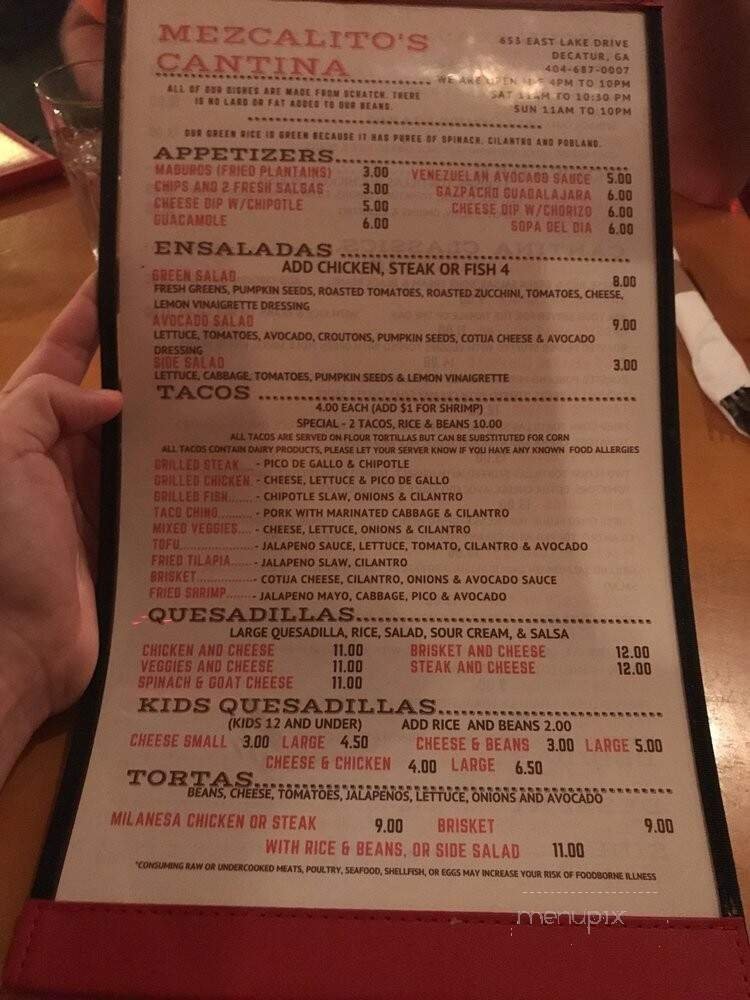 MEZCALITO'S
CANTINA
653 EAST LAKE DRIVE
DECATUR, GA
404-687-0007
WE ARE OPEN 4PM TO 10PM
SAT 11AM TO 10:30 PM
SUN 11AM TO 10PM
ALL OF OUR DISHES ARE MADE FROM SCRATCH. THERE
IS NO LARD OR FAT ADDED TO OUR BEANS.
OUR GREEN RICE IS GREEN BECAUSE IT HAS PUREE OF SPINACH, CILANTRO AND POBLANO.
APPETIZERS
MADUROS (FRIED PLANTAINS) 3.00 VENEZUELAN AVOCADO SAUCE 5.00
CHIPS AND 2 FRESH SALSAS 3.00 GAZPACHO GUADALAJARA 6.00
CHEESE DIP W/CHIPOTLE 5.00 CHEESE DIP W/CHORIZO 6.00
GUACAMOLE 6.00 SOPA DEL DIA 6.00
ENSALADAS
ADD CHICKEN, STEAK OR FISH 4
GREEN SALAD 8.00
FRESH GREENS, PUMPKIN SEEDS, ROASTED TOMATOES, ROASTED ZUCCHINI, TOMATOES, CHEESE,
LEMON VINAIGRETTE DRESSING
AVOCADO SALAD 9.00
LETTUCE, TOMATOES, AVOCADO, CROUTONS, PUMPKIN SEEDS, COTIJA CHEESE & AVOCADO
DRESSING
SIDE SALAD 3.00
LETTUCE, CABBAGE, TOMATOES, PUMPKIN SEEDS & LEMON VINAIGRETTE
TACOS
4.00 EACH (ADD $1 FOR SHRIMP)
SPECIAL - 2 TACOS, RICE & BEANS 10.00
ALL TACOS ARE SERVED ON FLOUR TORTILLAS BUT CAN BE SUBSTITUTED FOR CORN
ALL TACOS CONTAIN DAIRY PRODUCTS, PLEASE LET YOUR SERVER KNOW IF YOU HAVE ANY KNOWN FOOD ALLERGIES
GRILLED STEAK.... - PICO DE GALLO & CHIPOTLE
GRILLED CHICKEN - CHEESE, LETTUCE & PICO DE GALLO
GRILLED FISH....... - CHIPOTLE SLAW, ONIONS & CILANTRO
TACO CHINO.......... - PORK WITH MARINATED CABBAGE & CILANTRO
MIXED VEGGIES.... - CHEESE, LETTUCE, ONIONS & CILANTRO
TOFU..................... - JALAPENO SAUCE, LETTUCE, TOMATO, CILANTRO & AVOCADO
FRIED TILAPIA...... - JALAPENO SLAW, CILANTRO
BRISKET................ - COTIJA CHEESE, CILANTRO, ONIONS & AVOCADO SAUCE
FRIED SHRIMP....... - JALAPENO MAYO, CABBAGE, PICO & AVOCADO
QUESADILLAS
LARGE QUESADILLA, RICE, SALAD, SOUR CREAM, & SALSA
CHICKEN AND CHEESE 11.00 BRISKET AND CHEESE 12.00
VEGGIES AND CHEESE 11.00 STEAK AND CHEESE 12.00
SPINACH & GOAT CHEESE 11.00
KIDS QUESADILLAS
(KIDS 12 AND UNDER) ADD RICE AND BEANS 2.00
CHEESE SMALL 3.00 LARGE 4.50 CHEESE & BEANS 3.00 LARGE 5.00
CHEESE & CHICKEN 4.00 LARGE 6.50
TORTAS
BEANS, CHEESE, TOMATOES, JALAPENOS, LETTUCE, ONIONS AND AVOCADO
MILANESA CHICKEN OR STEAK 9.00 BRISKET 9.00
WITH RICE & BEANS, OR SIDE SALAD 11.00
*CONSUMING RAW OR UNDERCOOKED MEATS, POULTRY, SEAFOOD, SHELLFISH, OR EGGS MAY INCREASE YOUR RISK OF FOODBORNE ILLNESS
menupix